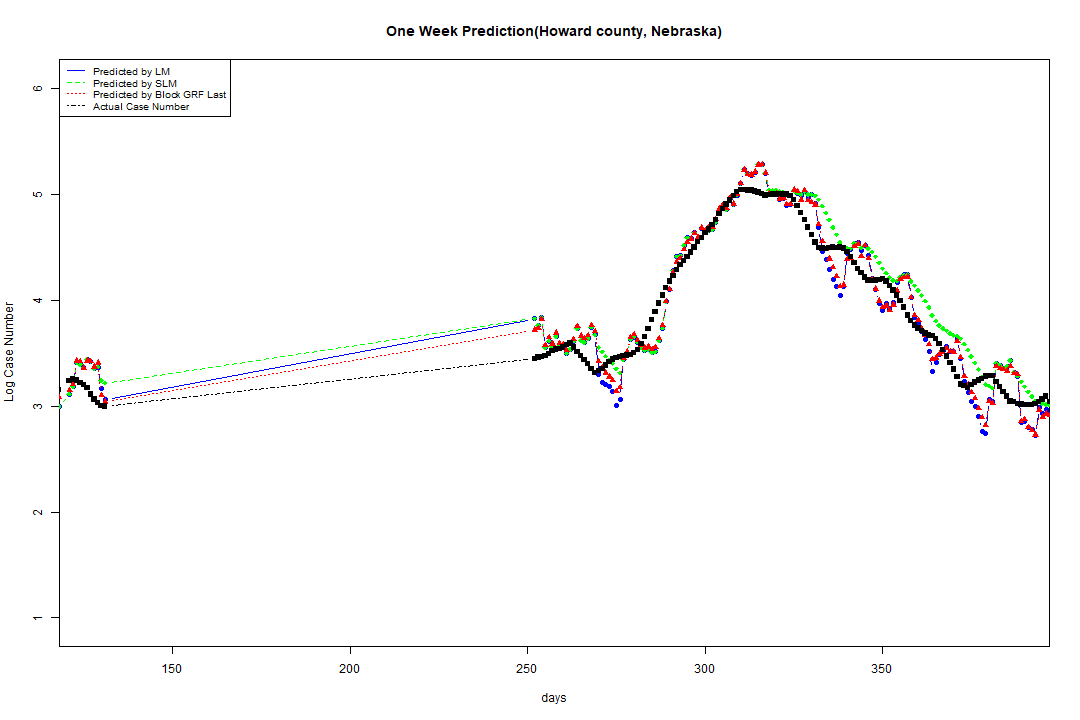 One Week Prediction(Howard county, Nebraska)
Predicted by LM
Predicted by SLM
Predicted by Block GRF Last
Actual Case Number
6
5
4
3
2
1
Log Case Number
150 200 250 300 350
days